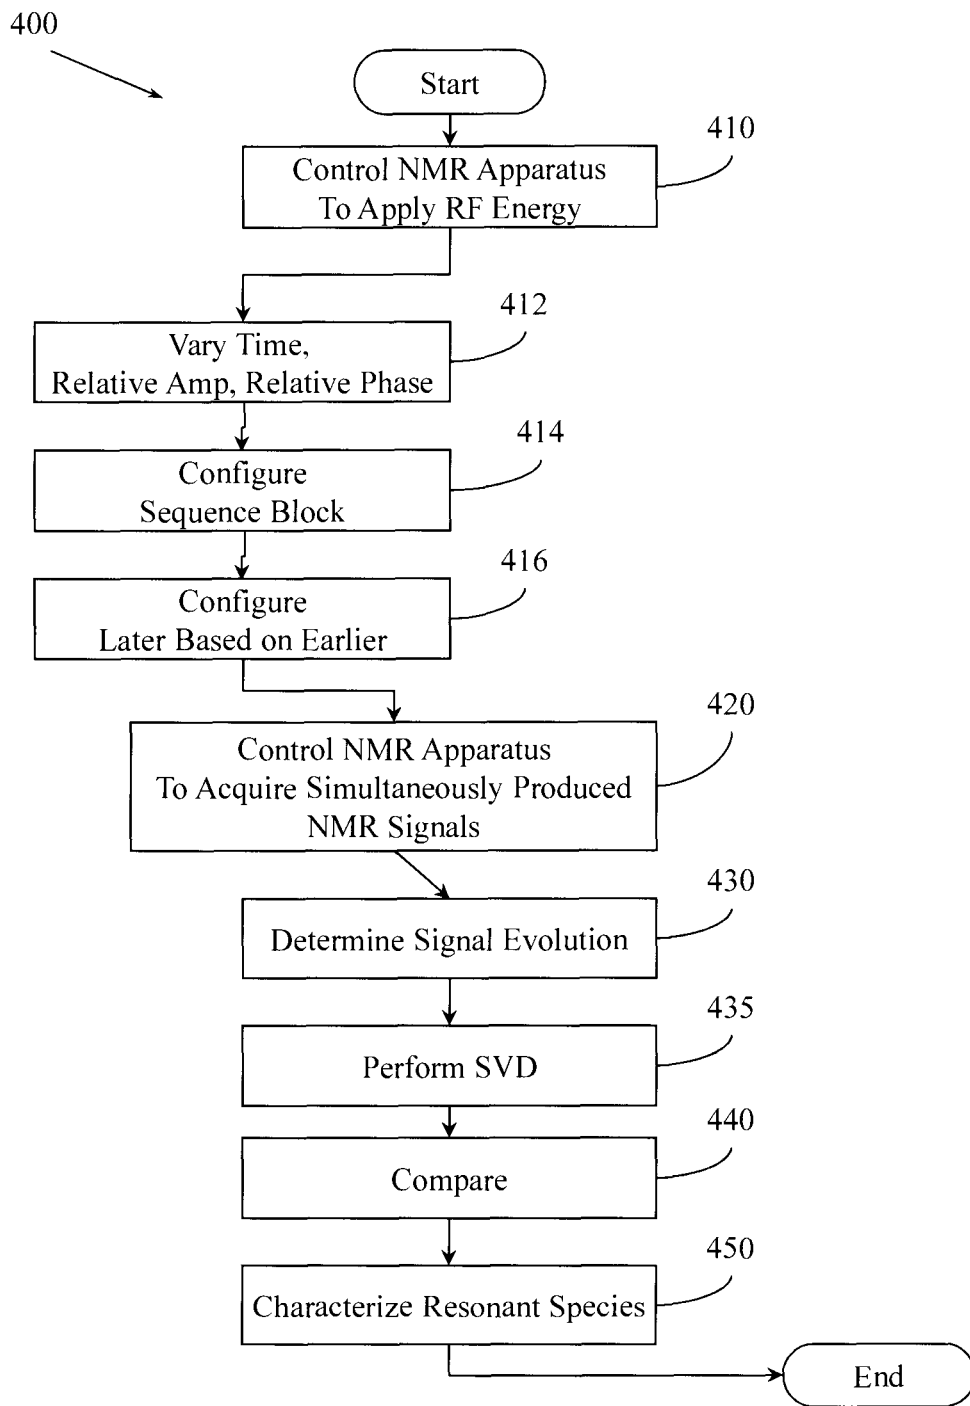 400
Start
410
Control NMR Apparatus
To Apply RF Energy
412
Vary Time,
Relative Amp, Relative Phase
414
Configure
Sequence Block
416
Configure
Later Based on Earlier
420
Control NMR Apparatus
To Acquire Simultaneously Produced
NMR Signals
430
Determine Signal Evolution
435
Perform SVD
440
Compare
450
Characterize Resonant Species
End